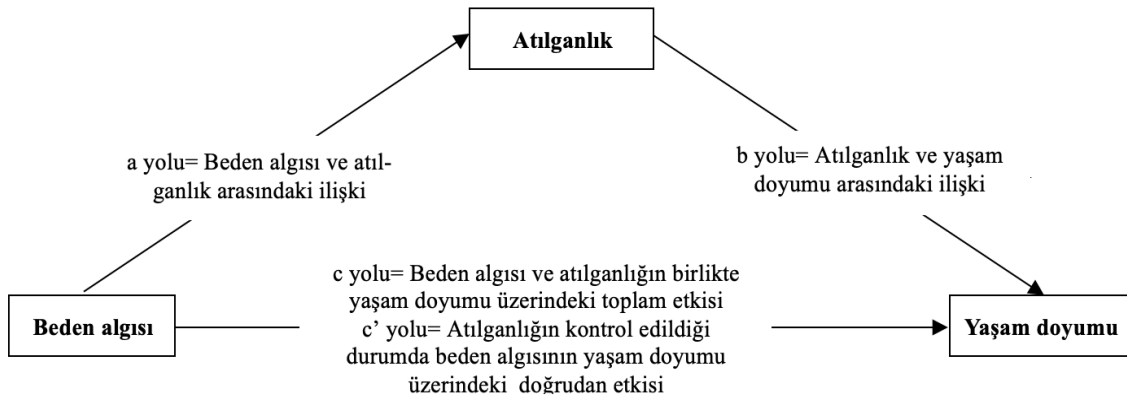 Atılganlık
a yolu= Beden algısı ve atıl-
ganlık arasındaki ilişki
b yolu= Atılganlık ve yaşam
doyumu arasındaki ilişki
Beden algısı
c yolu= Beden algısı ve atılganlığın birlikte
yaşam doyumu üzerindeki toplam etkisi
c’ yolu= Atılganlığın kontrol edildiği
durumda beden algısının yaşam doyumu
üzerindeki doğrudan etkisi
Yaşam doyumu